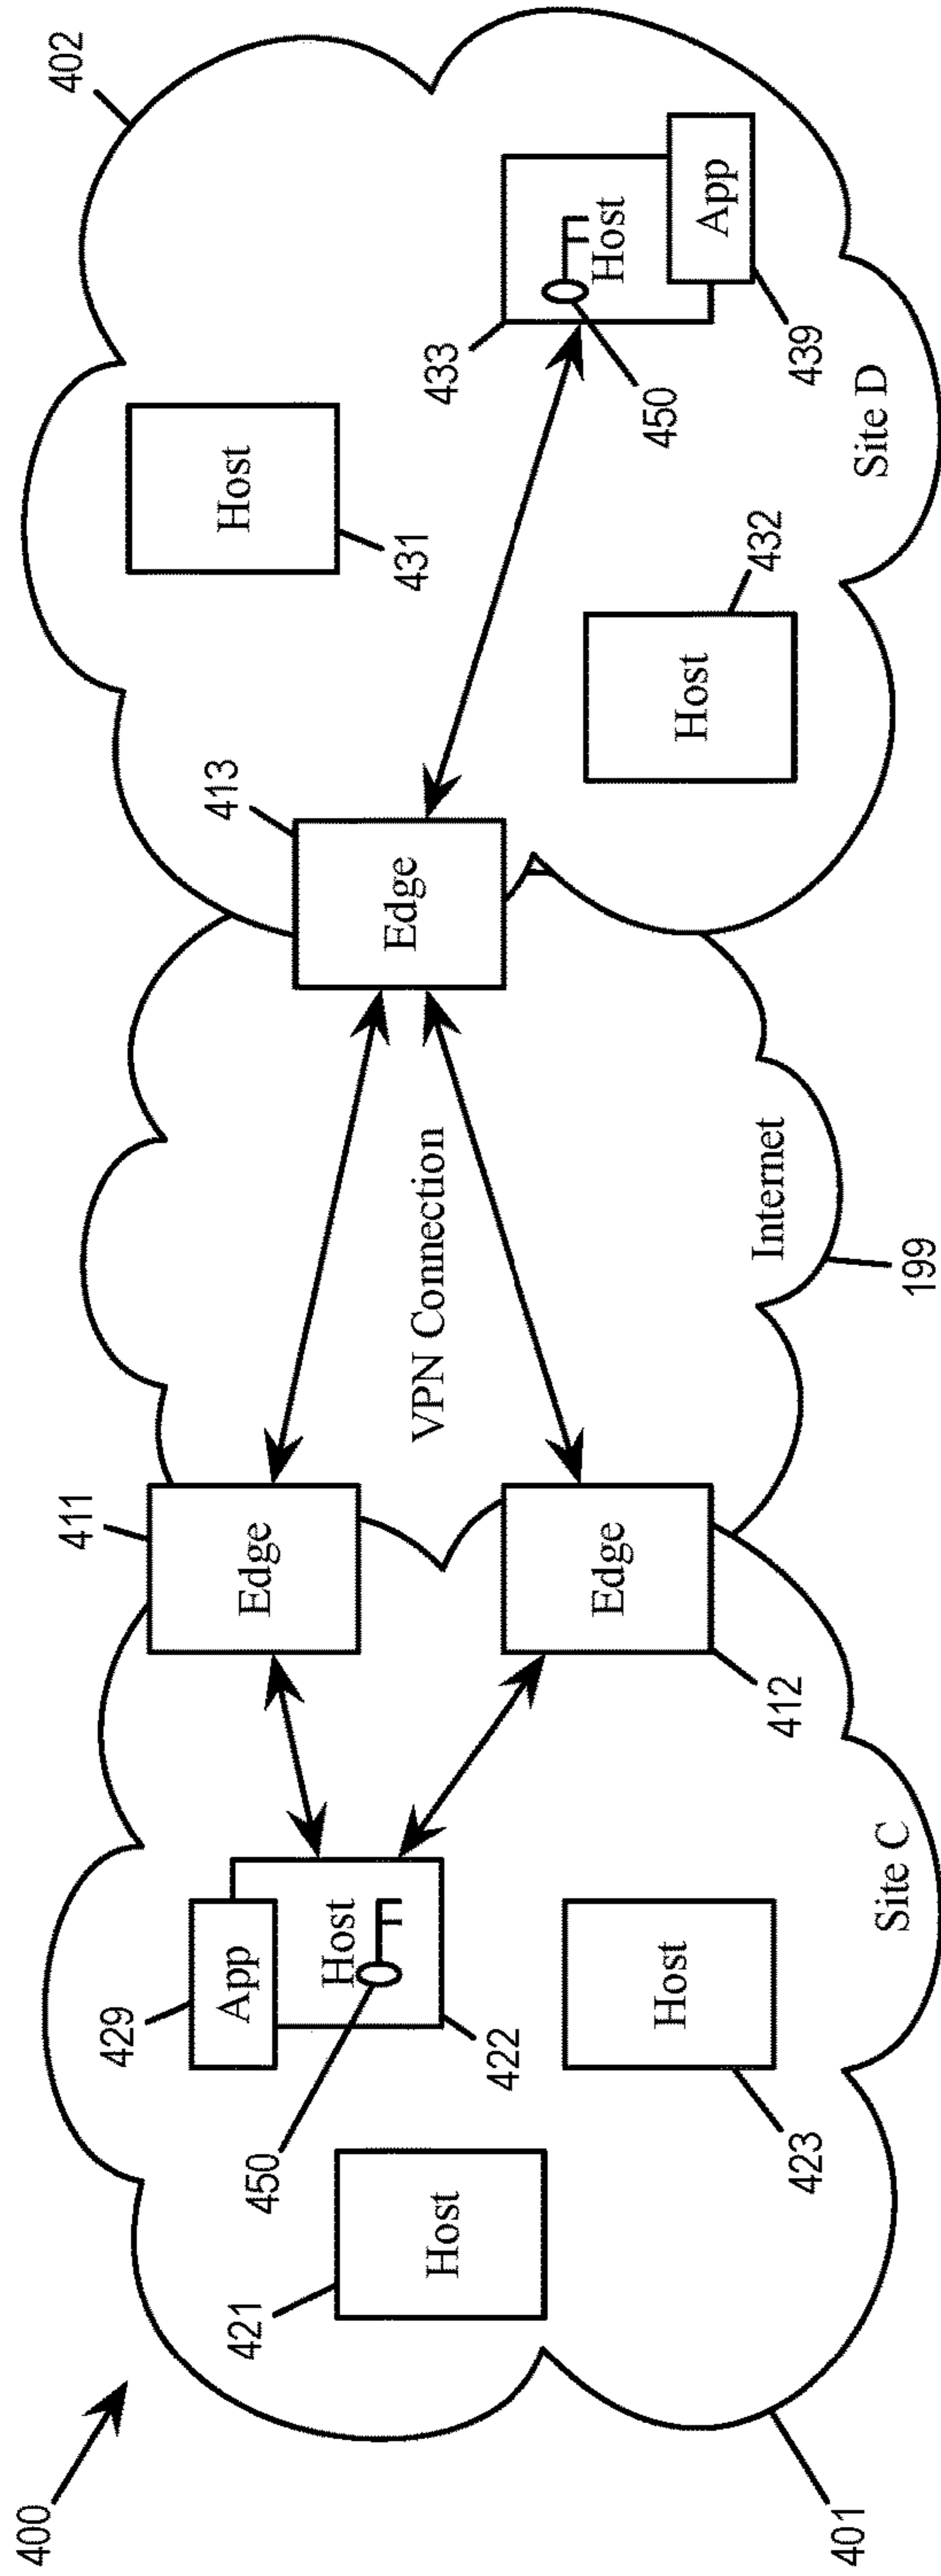 400
401
Site C
421
Host
450
429
App
Host
422
423
Host
411
Edge
412
Edge
VPN Connection
Internet
199
413
Edge
402
Site D
431
Host
432
Host
433
Host
450
App
439